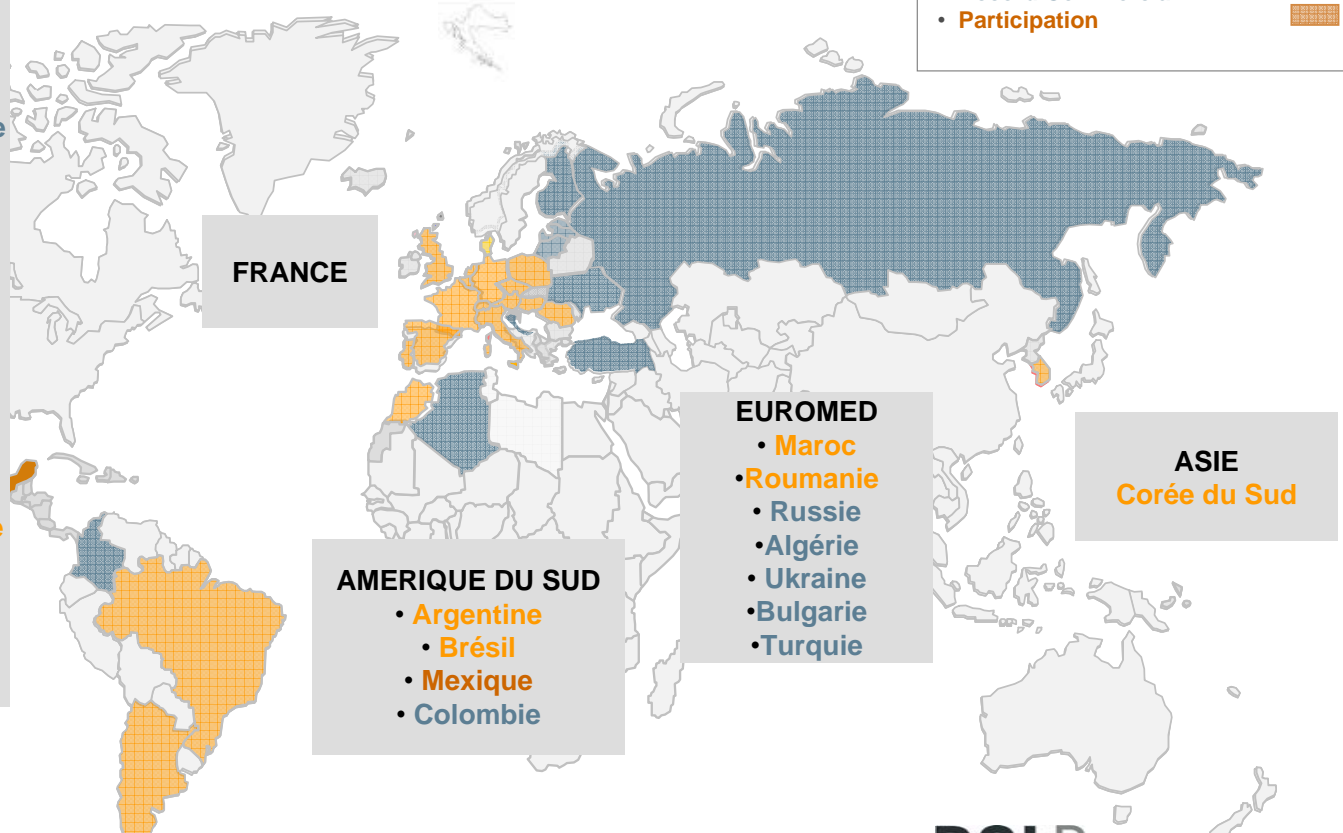 • Participation
FRANCE
EUROMED
• Maroc
•Roumanie
• Russie
•Algérie
• Ukraine
•Bulgarie
•Turquie
ASIE
Corée du Sud
AMERIQUE DU SUD
• Argentine
• Brésil
• Mexique
• Colombie